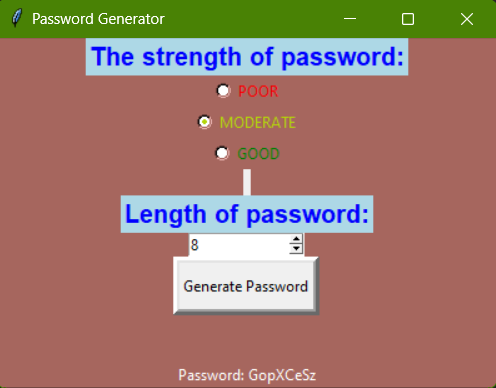 Password Generator
The strength of password:
POOR
MODERATE
GOOD
Length of password:
8
Generate Password
Password: GopXCeSz